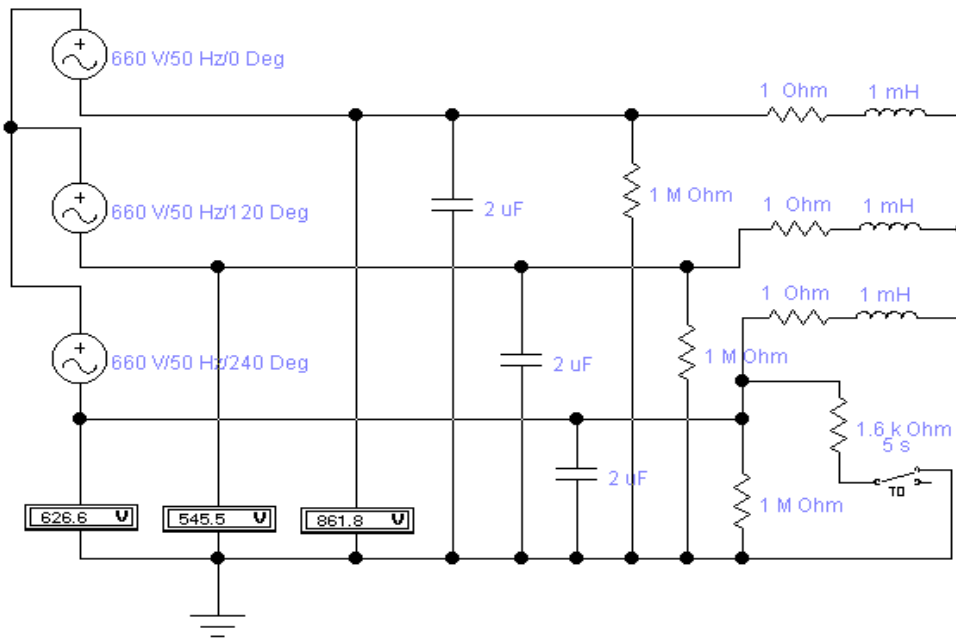 660 V/50 Hz/0 Deg
1 Ohm
1 mH
1 M Ohm
660 V/50 Hz/120 Deg
2 uF
1 Ohm
1 mH
1 Ohm
1 mH
660 V/50 Hz/240 Deg
2 uF
1 M Ohm
1.6 k Ohm
5 s
2 uF
TD
1 M Ohm
626.6 V
545.5 V
861.8 V